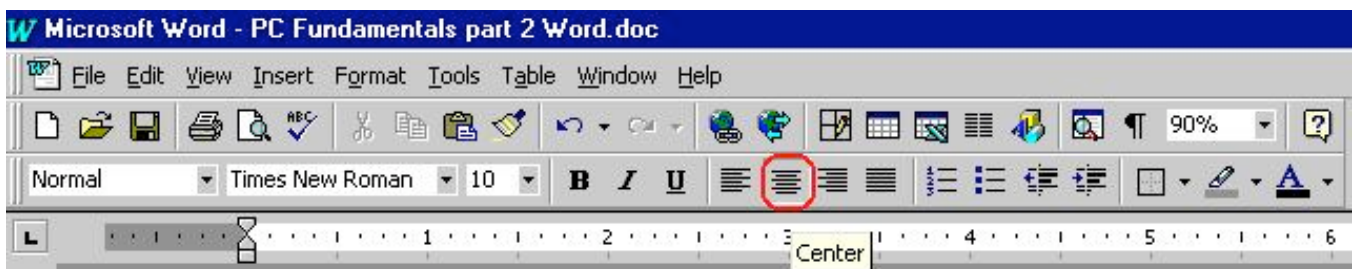 W Microsoft Word - PC Fundamentals part 2 Word.doc
File Edit View Insert Format Tools Table Window Help
ABC 90% ?
Normal Times New Roman 10 B I U A
L 1 2 3 4 5 6
Center